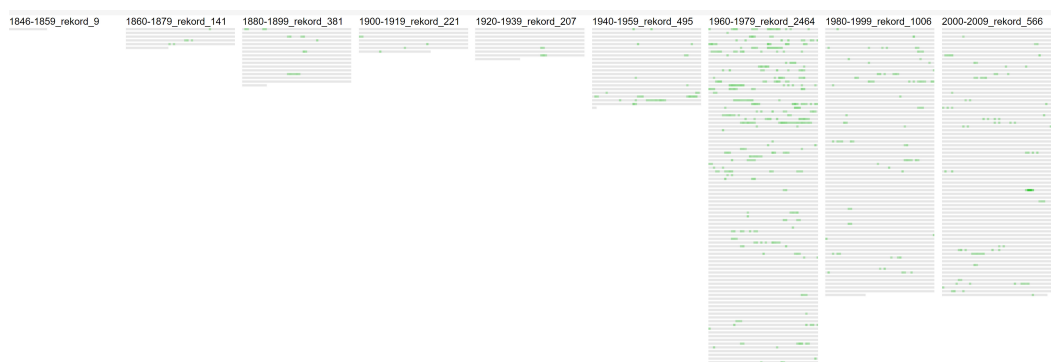 1846-1859_rekord_9
1860-1879_rekord_141
1880-1899_rekord_381
1900-1919_rekord_221
1920-1939_rekord_207
1940-1959_rekord_495
1960-1979_rekord_2464
1980-1999_rekord_1006
2000-2009_rekord_566